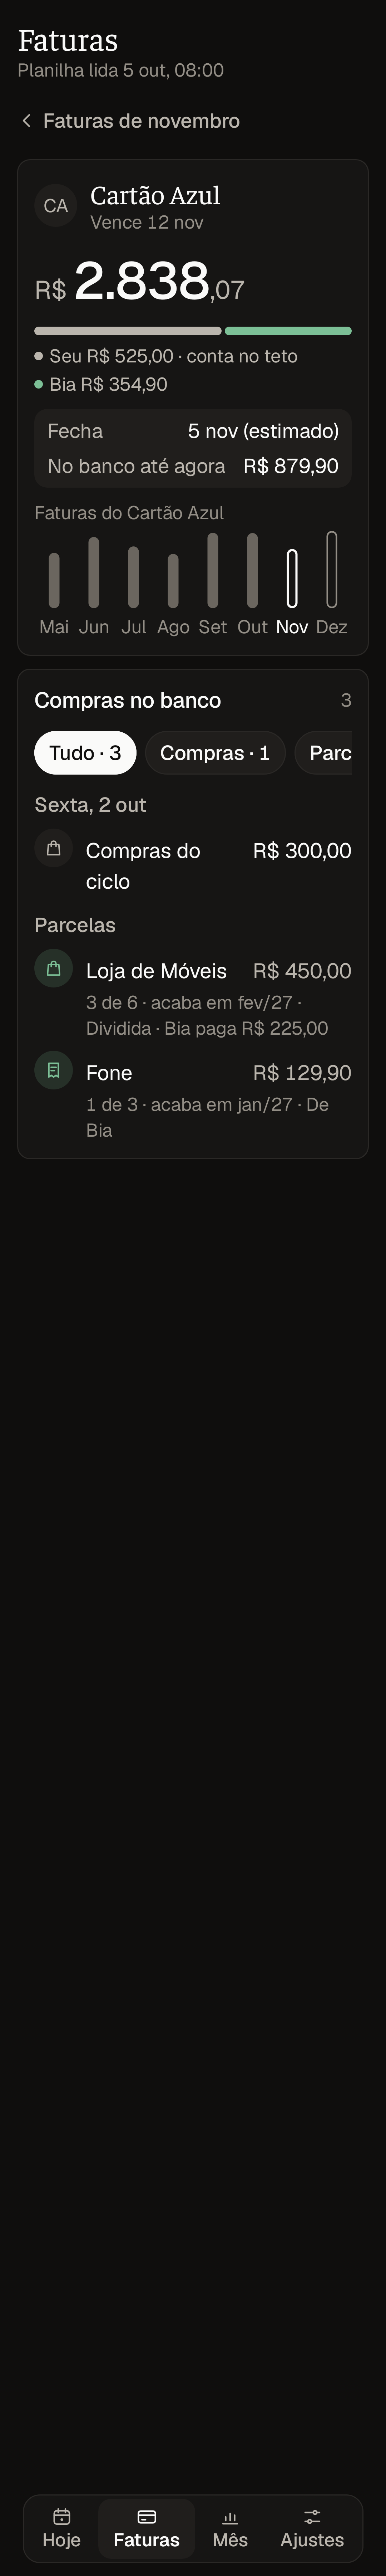 Faturas
Planilha lida 5 out, 08:00
Faturas de novembro
CA
Cartão Azul
Vence 12 nov
R$ 2.838,07
Seu R$ 525,00 · conta no teto
Bia R$ 354,90
Fecha 5 nov (estimado)
No banco até agora R$ 879,90
Faturas do Cartão Azul
Mai Jun Jul Ago Set Out Nov Dez
Compras no banco 3
Tudo · 3 Compras · 1 Parc
Sexta, 2 out
Compras do R$ 300,00
ciclo
Parcelas
Loja de Móveis R$ 450,00
3 de 6 · acaba em fev/27 ·
Dividida · Bia paga R$ 225,00
Fone R$ 129,90
1 de 3 · acaba em jan/27 · De
Bia
Hoje Faturas Mês Ajustes